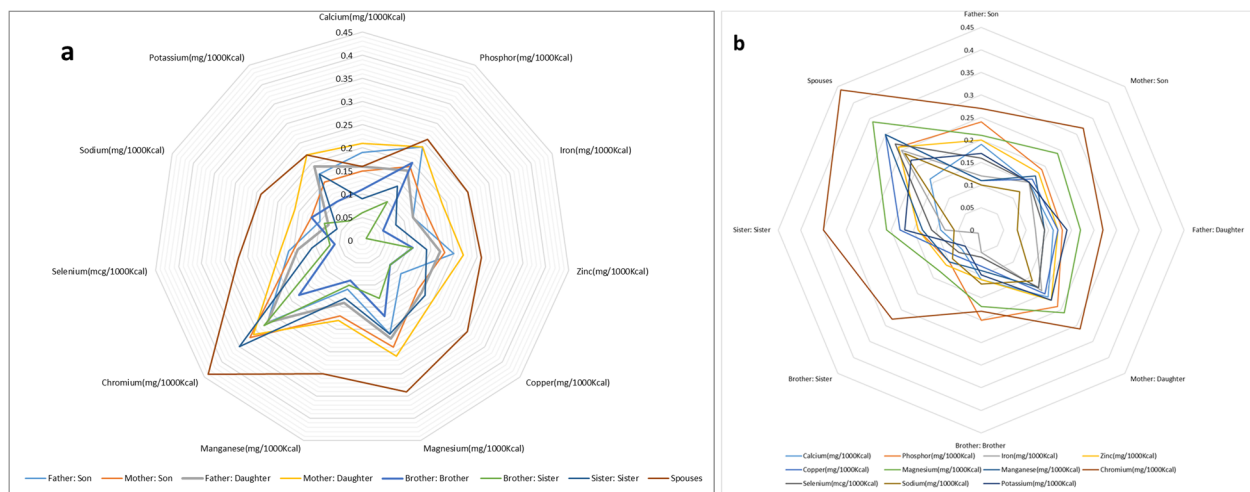 a
Calcium(mg/1000Kcal)
Phosphor(mg/1000Kcal)
Iron(mg/1000Kcal)
Zinc(mg/1000Kcal)
Copper(mg/1000Kcal)
Magnesium(mg/1000Kcal)
Manganese(mg/1000Kcal)
Chromium(mg/1000Kcal)
Selenium(mcg/1000Kcal)
Sodium(mg/1000Kcal)
Potassium(mg/1000Kcal)
0.45
0.4
0.35
0.3
0.25
0.2
0.15
0.1
0.05
0
Father: Son
Mother: Son
Father: Daughter
Mother: Daughter
Brother: Brother
Brother: Sister
Sister: Sister
Spouses
b
Father: Son
Mother: Son
Father: Daughter
Mother: Daughter
Brother: Brother
Brother: Sister
Sister: Sister
Spouses
0.45
0.4
0.35
0.3
0.25
0.2
0.15
0.1
0.05
0
Calcium(mg/1000Kcal)
Phosphor(mg/1000Kcal)
Iron(mg/1000Kcal)
Zinc(mg/1000Kcal)
Copper(mg/1000Kcal)
Magnesium(mg/1000Kcal)
Manganese(mg/1000Kcal)
Chromium(mg/1000Kcal)
Selenium(mcg/1000Kcal)
Sodium(mg/1000Kcal)
Potassium(mg/1000Kcal)